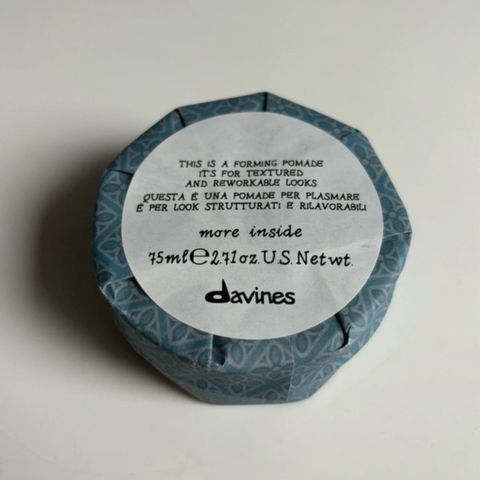 THIS IS A FORMING POMADE
IT'S FOR TEXTURED
AND REWORKABLE LOOKS
QUESTA É UNA POMADE PER PLASMARE
É PER LOOK STRUTTURATI E RILAVORABILI
more inside
75ml℮2.71oz.U.S.Netwt.
davines